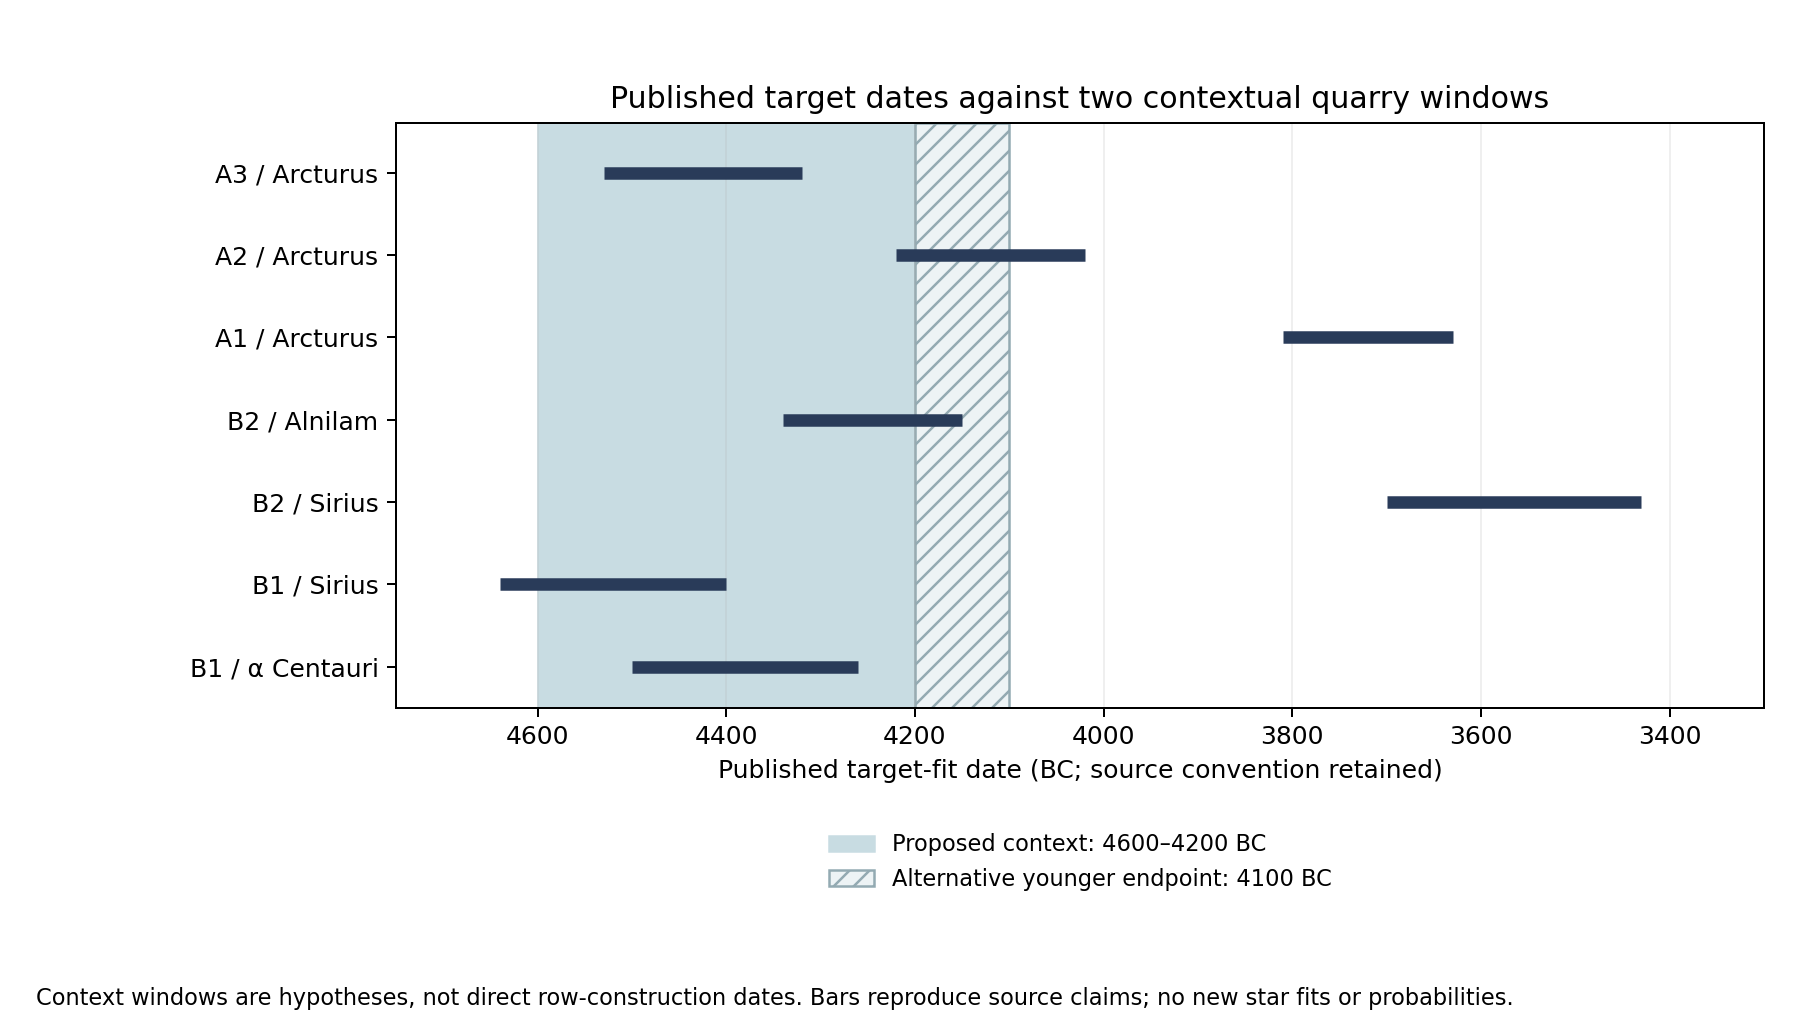 Published target dates against two contextual quarry windows
A3 / Arcturus
A2 / Arcturus
A1 / Arcturus
B2 / Alnilam
B2 / Sirius
B1 / Sirius
B1 / α Centauri
4600 4400 4200 4000 3800 3600 3400
Published target-fit date (BC; source convention retained)
Proposed context: 4600–4200 BC
Alternative younger endpoint: 4100 BC
Context windows are hypotheses, not direct row-construction dates. Bars reproduce source claims; no new star fits or probabilities.